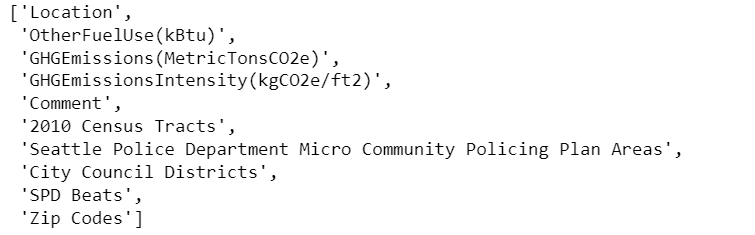 ['Location',
'OtherFuelUse(kBtu)',
'GHGEmissions(MetricTonsCO2e)',
'GHGEmissionsIntensity(kgCO2e/ft2)',
'Comment',
'2010 Census Tracts',
'Seattle Police Department Micro Community Policing Plan Areas',
'City Council Districts',
'SPD Beats',
'Zip Codes']